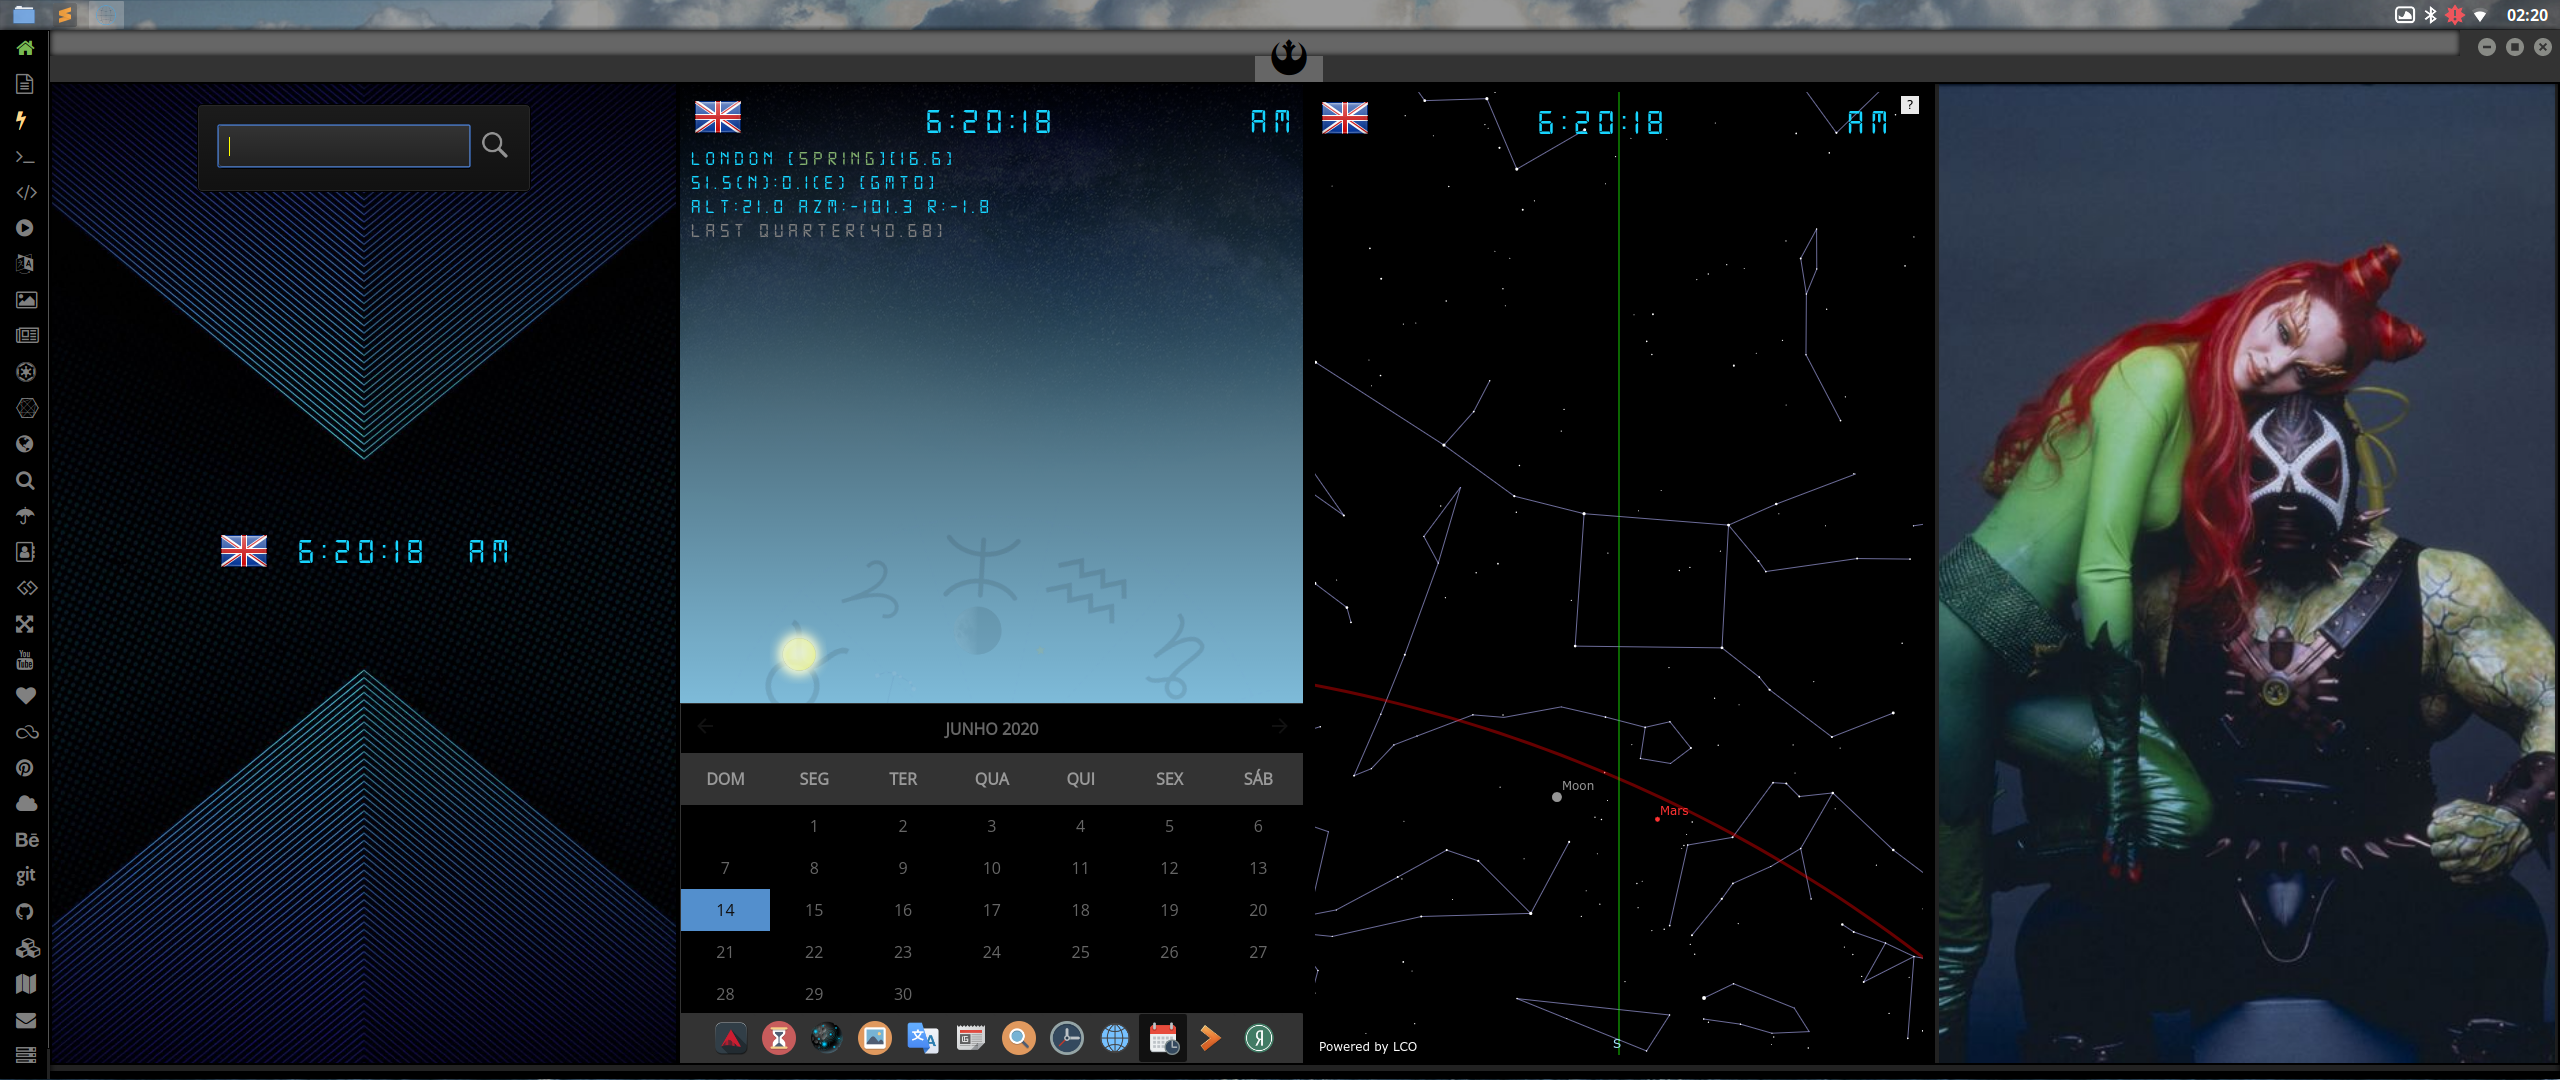 02:20
You
Tube
Bē
git
6:20:18 AM
6:20:18 AM
LONDON [SPRING][16.6]
51.5(N):0.1(E) [GMT0]
ALT:21.0 AZM:-101.3 R:-1.8
LAST QUARTER[40.68]
JUNHO 2020
DOM SEG TER QUA QUI SEX SÁB
1 2 3 4 5 6
7 8 9 10 11 12 13
14 15 16 17 18 19 20
21 22 23 24 25 26 27
28 29 30
文 A
Я
6:20:18 AM
?
Moon
Mars
S
Powered by LCO